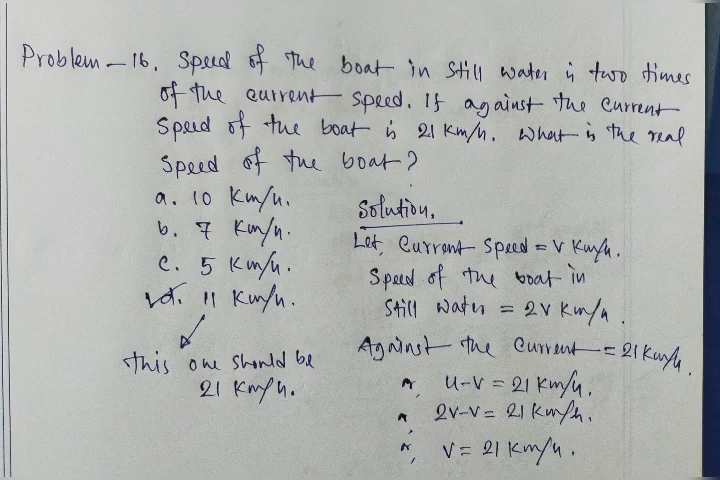 Problem - 16. Speed of the boat in still water is two times
of the current speed. If against the current
speed of the boat is 21 Km/h. What is the real
speed of the boat?
a. 10 Km/h.
b. 7 Km/h.
c. 5 Km/h.
d. 11 Km/h.
this one should be
21 Km/h.
Solution.
Let, Current Speed = V Km/h.
Speed of the boat in
Still water = 2V Km/h.
Against the Current = 21 Km/h.
or, U-V = 21 Km/h.
or, 2V-V = 21 Km/h.
or, V = 21 Km/h.